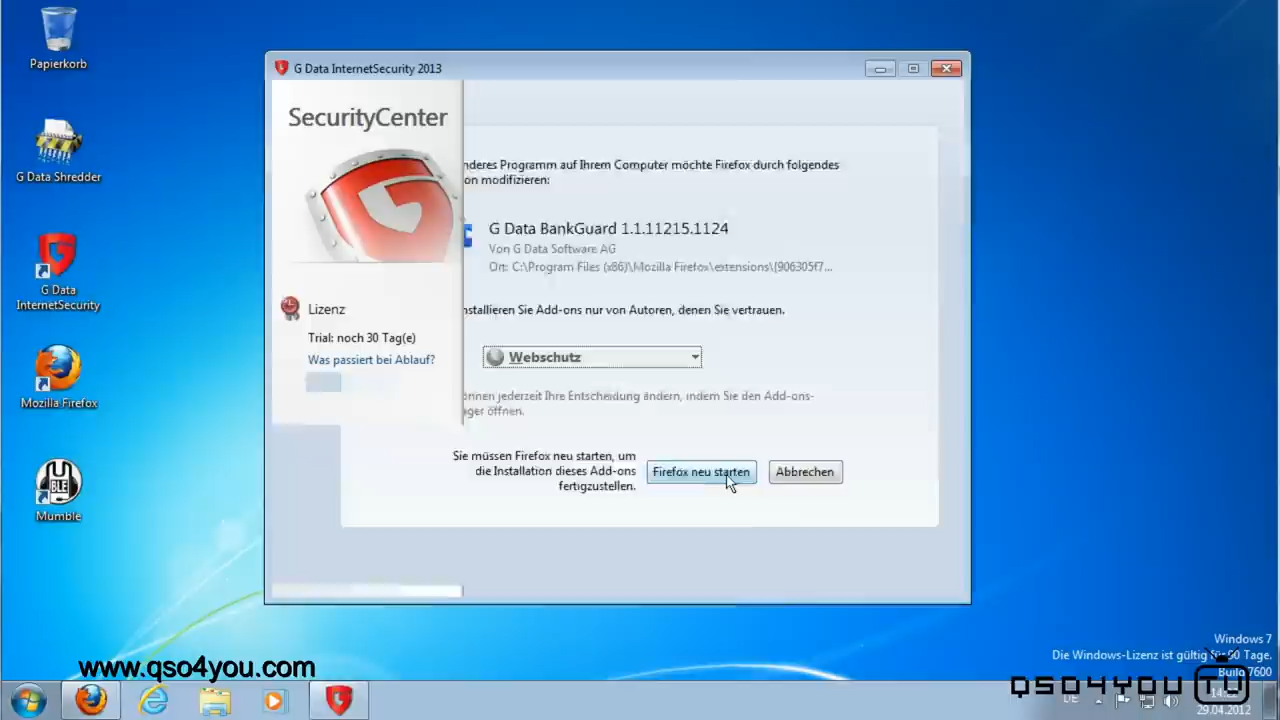 Papierkorb
G Data Shredder
G Data
InternetSecurity
Mozilla Firefox
Mumble
G Data InternetSecurity 2013
SecurityCenter
Lizenz
Trial: noch 30 Tag(e)
Was passiert bei Ablauf?
nderes Programm auf Ihrem Computer möchte Firefox durch folgendes
on modifizieren:
G Data BankGuard 1.1.11215.1124
Von G Data Software AG
Ort: C:\Program Files (x86)\Mozilla Firefox\extensions\{906305f7...
nstallieren Sie Add-ons nur von Autoren, denen Sie vertrauen.
Webschutz
önnen jederzeit Ihre Entscheidung ändern, indem Sie den Add-ons-
ager öffnen.
Sie müssen Firefox neu starten, um
die Installation dieses Add-ons
fertigzustellen.
Firefox neu starten
Abbrechen
Windows 7
Die Windows-Lizenz ist gültig für 90 Tage.
Build 7600
www.qso4you.com
QSO4YOU TV
DE
29.04.2012